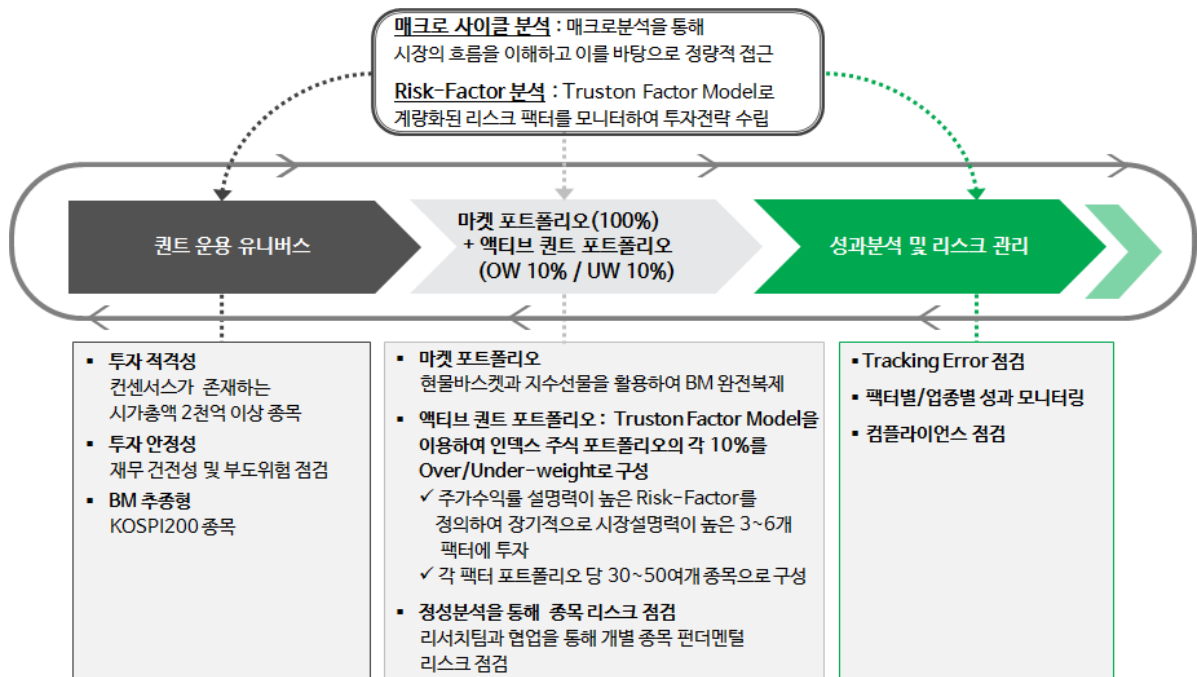 매크로 사이클 분석 : 매크로분석을 통해
시장의 흐름을 이해하고 이를 바탕으로 정량적 접근
Risk-Factor 분석 : Truston Factor Model로
계량화된 리스크 팩터를 모니터하여 투자전략 수립
퀀트 운용 유니버스
마켓 포트폴리오(100%)
+ 액티브 퀀트 포트폴리오
(OW 10% / UW 10%)
성과분석 및 리스크 관리
▪ 투자 적격성
컨센서스가 존재하는
시가총액 2천억 이상 종목
▪ 투자 안정성
재무 건전성 및 부도위험 점검
▪ BM 추종형
KOSPI200 종목
▪ 마켓 포트폴리오
현물바스켓과 지수선물을 활용하여 BM 완전복제
▪ 액티브 퀀트 포트폴리오 : Truston Factor Model을
이용하여 인덱스 주식 포트폴리오의 각 10%를
Over/Under-weight로 구성
✓ 주가수익률 설명력이 높은 Risk-Factor를
정의하여 장기적으로 시장설명력이 높은 3~6개
팩터에 투자
✓ 각 팩터 포트폴리오 당 30~50여개 종목으로 구성
▪ 정성분석을 통해 종목 리스크 점검
리서치팀과 협업을 통해 개별 종목 펀더멘털
리스크 점검
▪ Tracking Error 점검
▪ 팩터별/업종별 성과 모니터링
▪ 컴플라이언스 점검